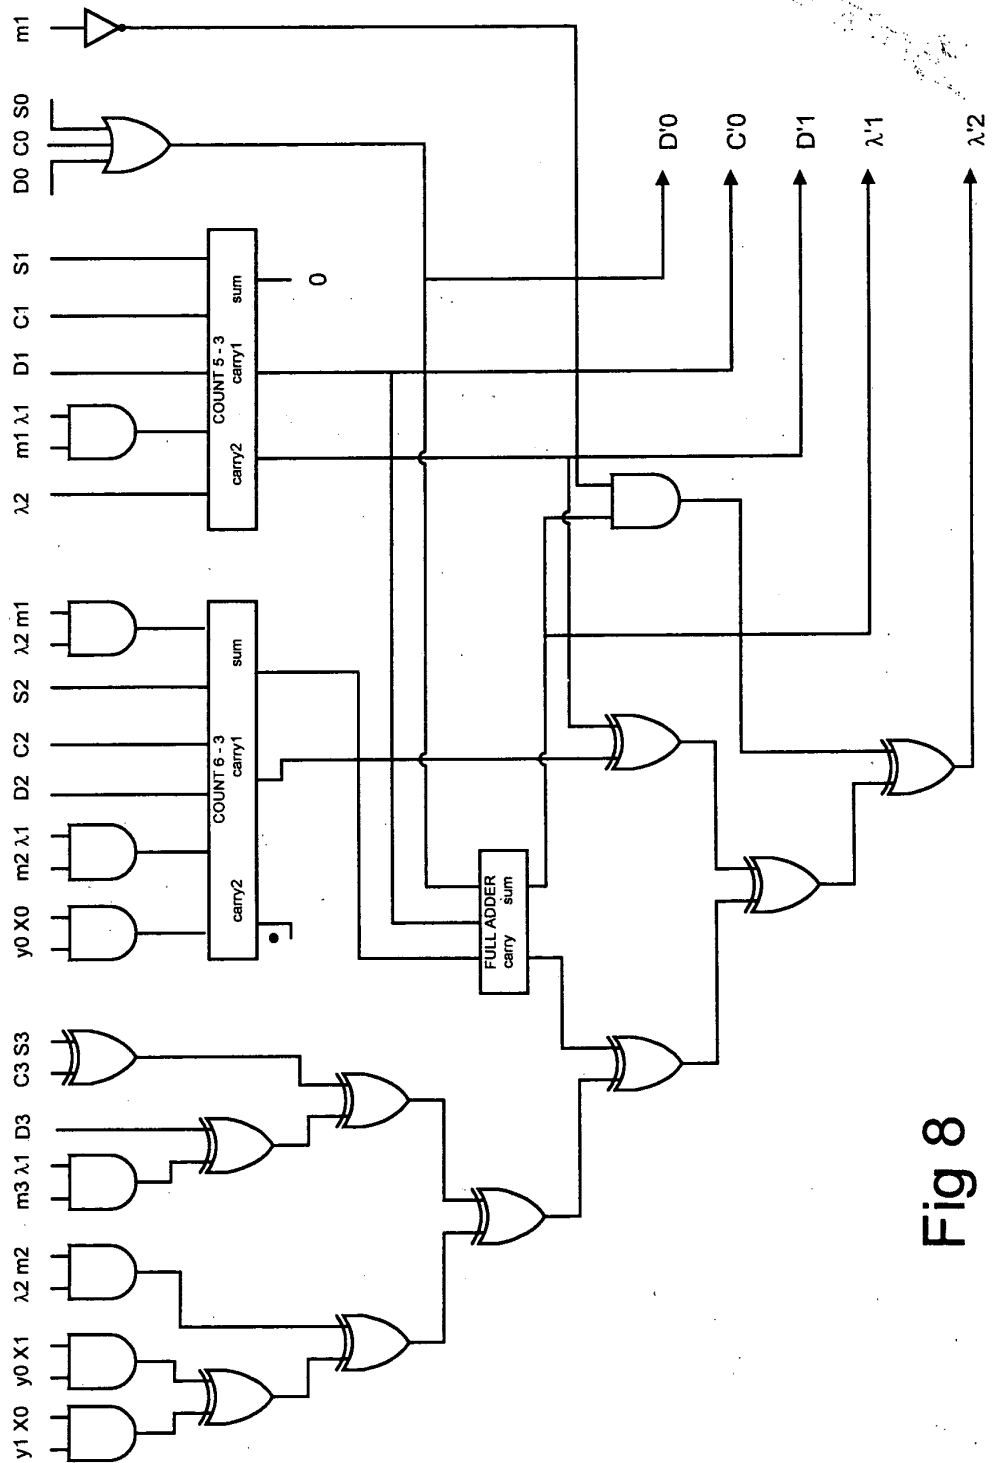 y1 X0
y0 X1
λ2 m2
m3 λ1
D3
C3 S3
y0 X0
m2 λ1
D2
C2
S2
λ2 m1
λ2
m1 λ1
D1
C1
S1
D0 C0 S0
m1
COUNT 6 - 3
carry2
carry1
sum
COUNT 5 - 3
carry2
carry1
sum
0
FULL ADDER
carry
sum
D'0
C'0
D'1
λ'1
λ'2
Fig 8